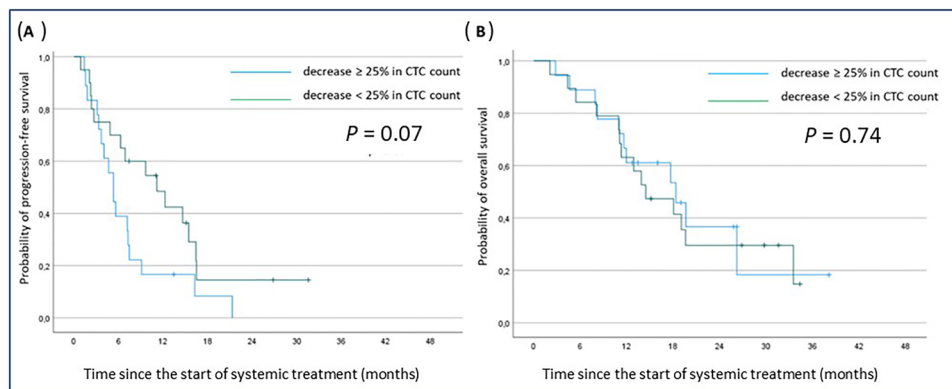 (A)
Probability of progression-free survival
1,0
0,8
0,6
0,4
0,2
0,0
decrease ≥ 25% in CTC count
decrease < 25% in CTC count
P = 0.07
0 6 12 18 24 30 36 42 48
Time since the start of systemic treatment (months)
(B)
Probability of overall survival
1,0
0,8
0,6
0,4
0,2
0,0
decrease ≥ 25% in CTC count
decrease < 25% in CTC count
P = 0.74
0 6 12 18 24 30 36 42 48
Time since the start of systemic treatment (months)